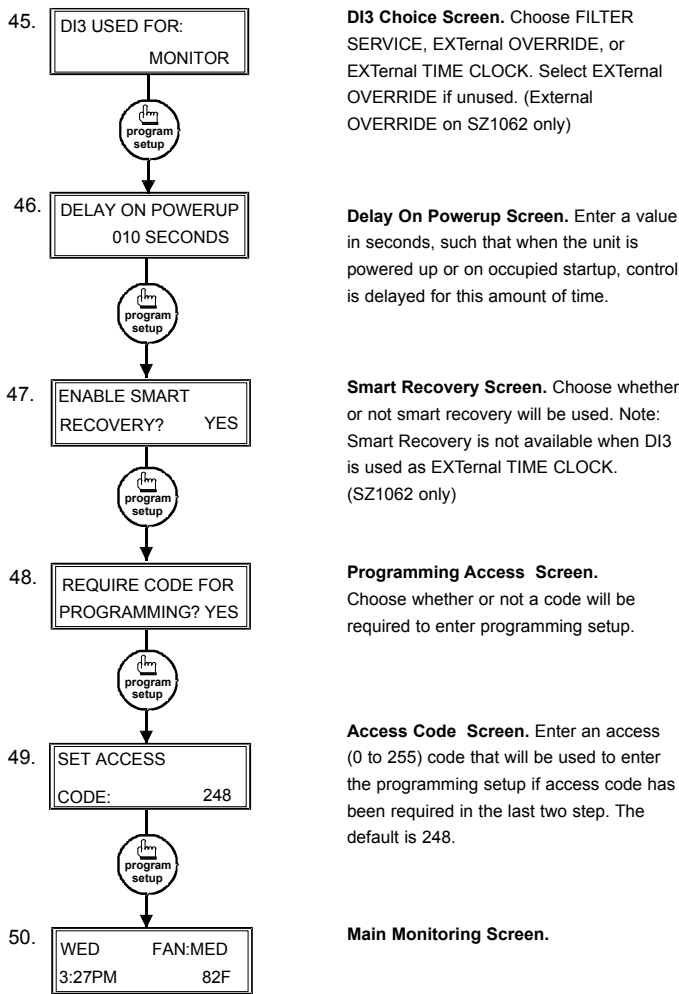 45.
DI3 USED FOR:
MONITOR
DI3 Choice Screen. Choose FILTER
SERVICE, EXTernal OVERRIDE, or
EXTernal TIME CLOCK. Select EXTernal
OVERRIDE if unused. (External
OVERRIDE on SZ1062 only)
program
setup
46.
DELAY ON POWERUP
010 SECONDS
Delay On Powerup Screen. Enter a value
in seconds, such that when the unit is
powered up or on occupied startup, control
is delayed for this amount of time.
program
setup
47.
ENABLE SMART
RECOVERY? YES
Smart Recovery Screen. Choose whether
or not smart recovery will be used. Note:
Smart Recovery is not available when DI3
is used as EXTernal TIME CLOCK.
(SZ1062 only)
program
setup
48.
REQUIRE CODE FOR
PROGRAMMING? YES
Programming Access Screen.
Choose whether or not a code will be
required to enter programming setup.
program
setup
49.
SET ACCESS
CODE: 248
Access Code Screen. Enter an access
(0 to 255) code that will be used to enter
the programming setup if access code has
been required in the last two step. The
default is 248.
program
setup
50.
WED FAN:MED
3:27PM 82F
Main Monitoring Screen.